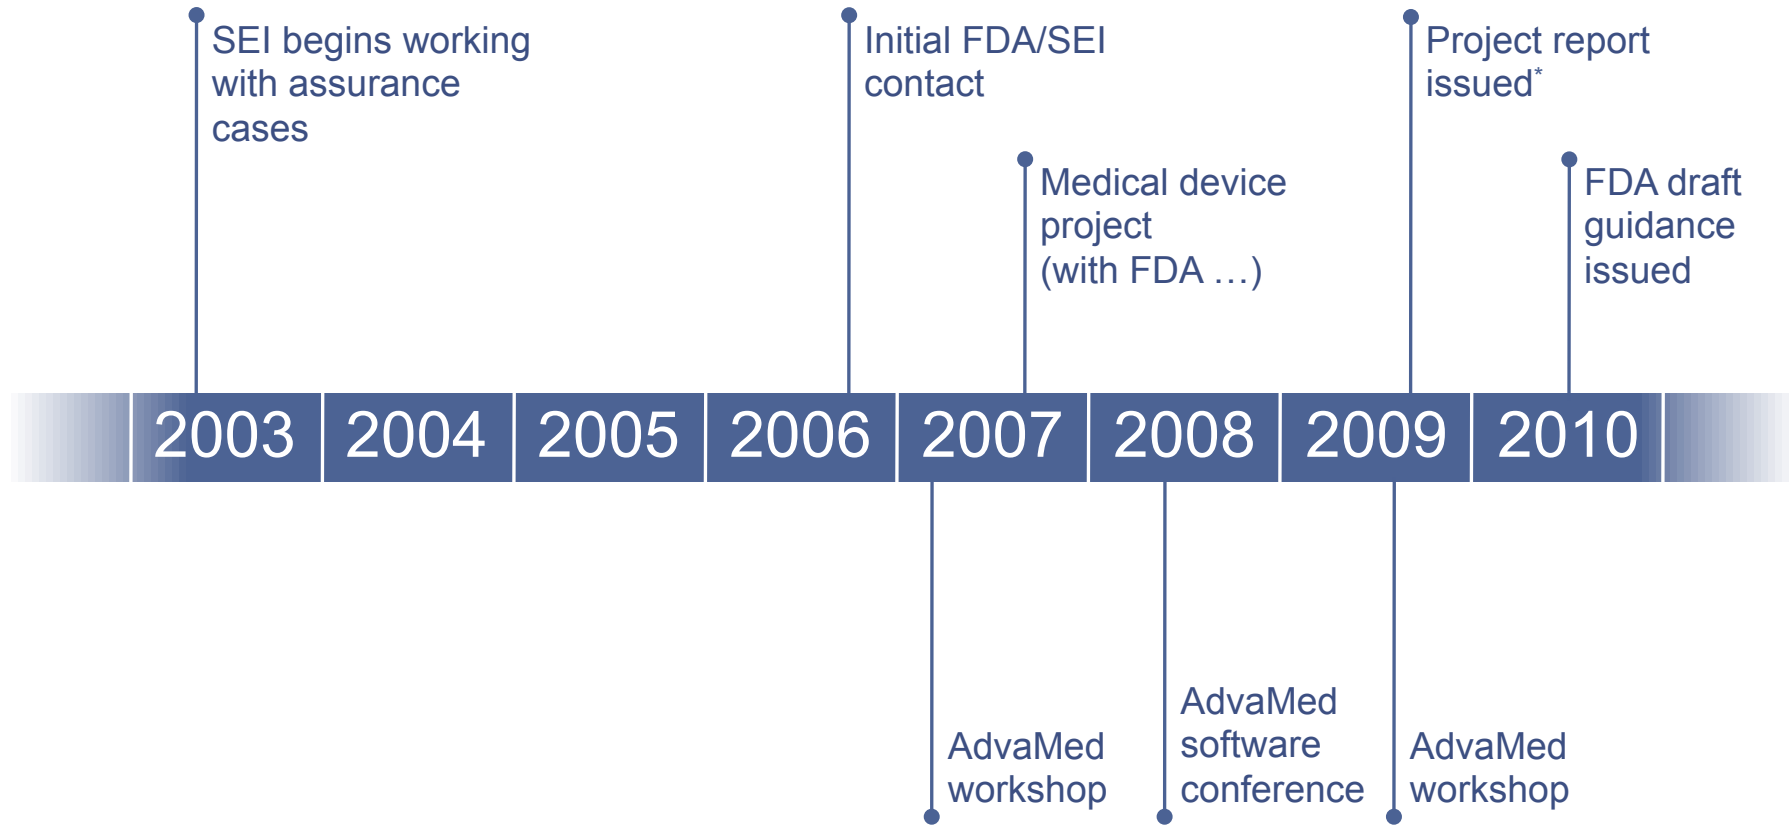 SEI begins working
with assurance
cases
Initial FDA/SEI
contact
Project report
issued*
Medical device
project
(with FDA …)
FDA draft
guidance
issued
2003
2004
2005
2006
2007
2008
2009
2010
AdvaMed
workshop
AdvaMed
software
conference
AdvaMed
workshop